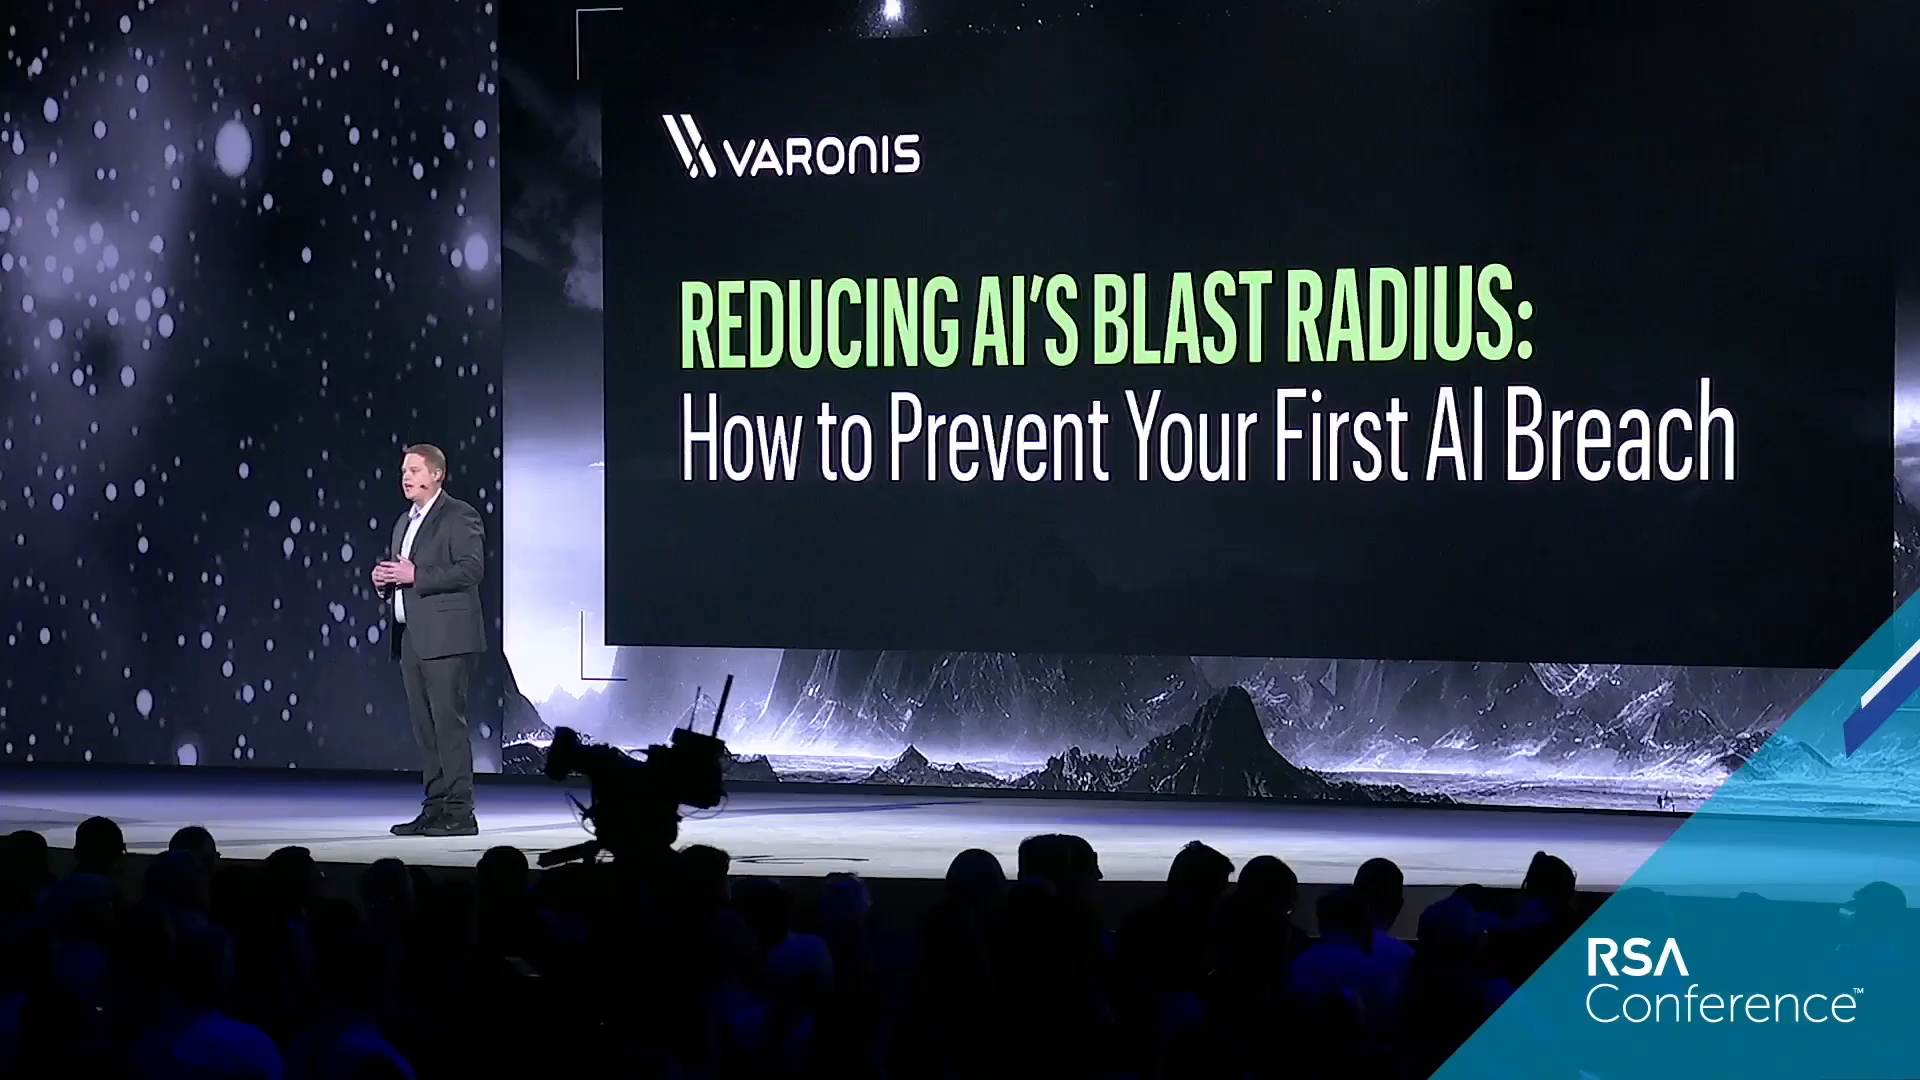 VARONIS
REDUCING AI'S BLAST RADIUS:
How to Prevent Your First AI Breach
RSA
Conference™